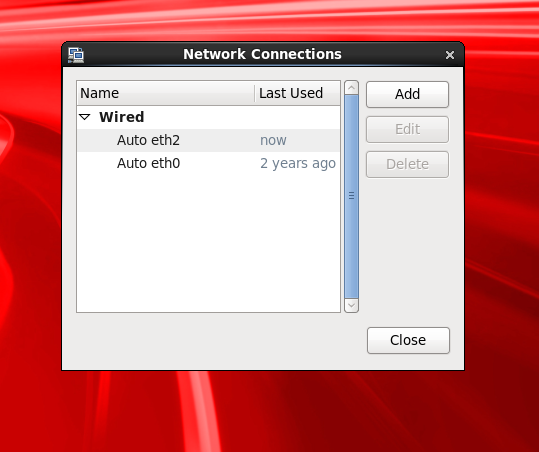 Network Connections
Name Last Used Add
Wired
Edit
Auto eth2 now
Auto eth0 2 years ago Delete
Close